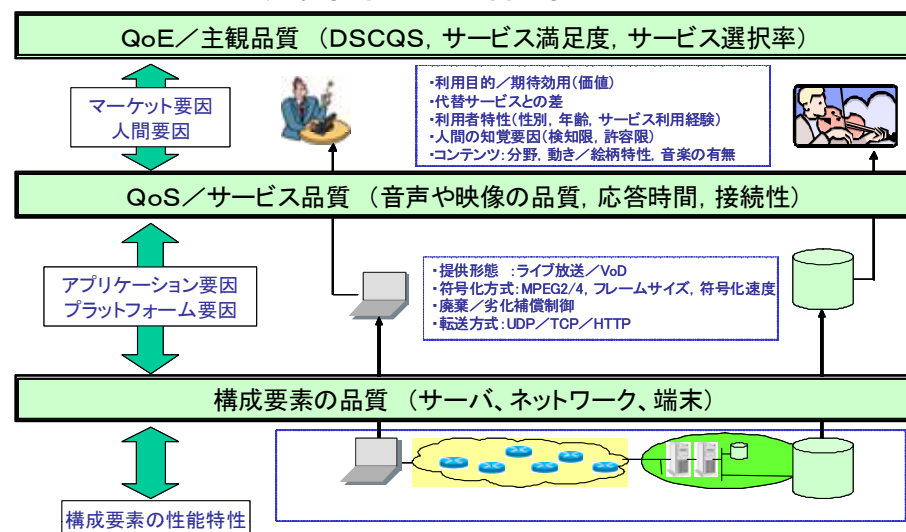 QoE／主観品質　（DSCQS，サービス満足度，サービス選択率）
マーケット要因
人間要因
・利用目的／期待効用(価値)
・代替サービスとの差
・利用者特性(性別，年齢，サービス利用経験)
・人間の知覚要因(検知限，許容限)
・コンテンツ：分野，動き／絵柄特性，音楽の有無
QoS／サービス品質　（音声や映像の品質，応答時間，接続性）
アプリケーション要因
プラットフォーム要因
・提供形態　：ライブ放送／VoD
・符号化方式：MPEG2/4，フレームサイズ，符号化速度
・廃棄／劣化補償制御
・転送方式：UDP／TCP／HTTP
構成要素の品質　（サーバ、ネットワーク、端末）
構成要素の性能特性